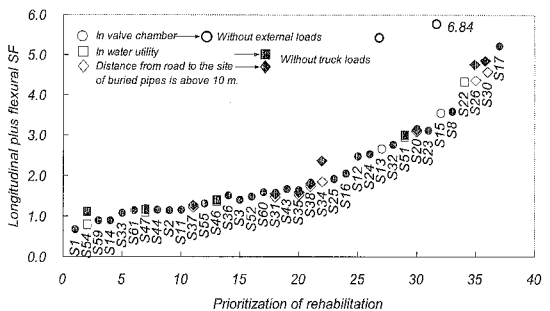 6.0
In valve chamber
Without external loads
6.84
In water utility
Without truck loads
Distance from road to the site
of buried pipes is above 10 m.
5.0
4.0
3.0
2.0
1.0
0.0
Longitudinal plus flexural SF
S1
S54
S59
S14
S33
S61
S47
S44
S2
S11
S37
S55
S46
S36
S3
S52
S60
S31
S43
S35
S38
S34
S25
S16
S12
S24
S13
S32
S51
S20
S23
S15
S8
S22
S26
S30
S17
0 5 10 15 20 25 30 35 40
Prioritization of rehabilitation